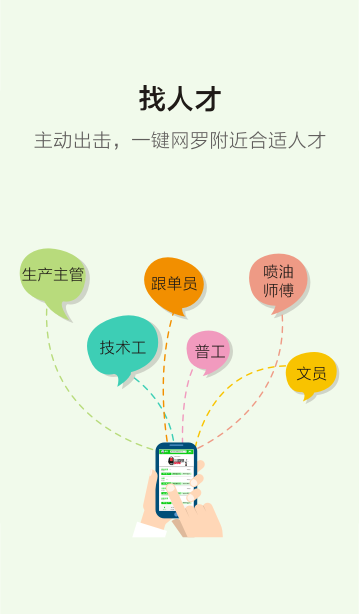 找人才
主动出击，一键网罗附近合适人才
生产主管
跟单员
喷油
师傅
技术工
普工
文员